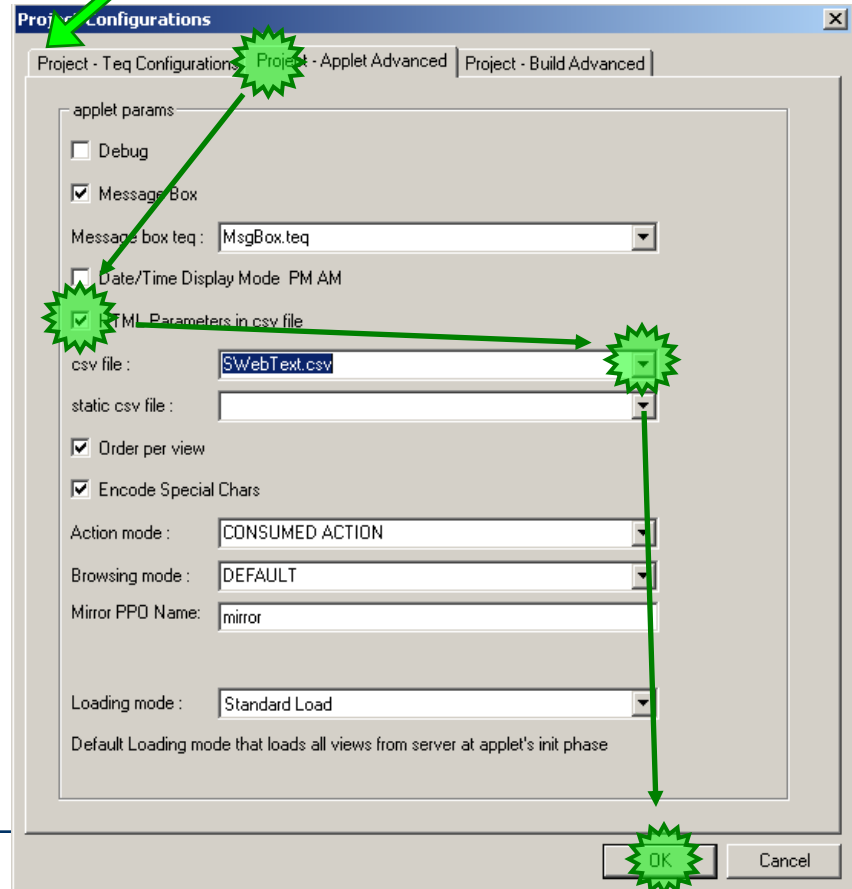 Project Configurations
Project - Teq Configurations Project - Applet Advanced Project - Build Advanced
applet params
Debug
Message Box
Message box teq : MsgBox.teq
Date/Time Display Mode PM AM
HTML Parameters in csv file
csv file : SWebText.csv
static csv file :
Order per view
Encode Special Chars
Action mode : CONSUMED ACTION
Browsing mode : DEFAULT
Mirror PPO Name: mirror
Loading mode : Standard Load
Default Loading mode that loads all views from server at applet's init phase
OK Cancel